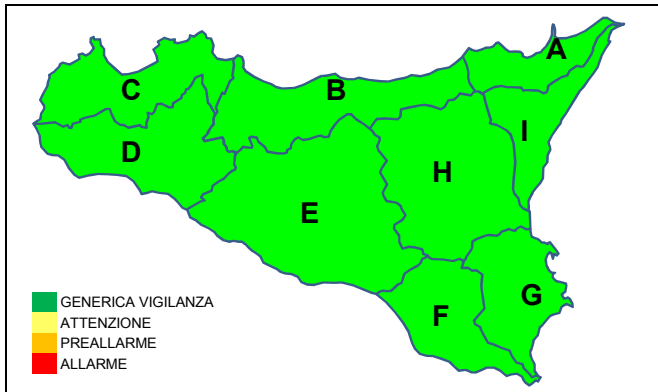 A
C
B
I
D
H
E
G
F
GENERICA VIGILANZA
ATTENZIONE
PREALLARME
ALLARME